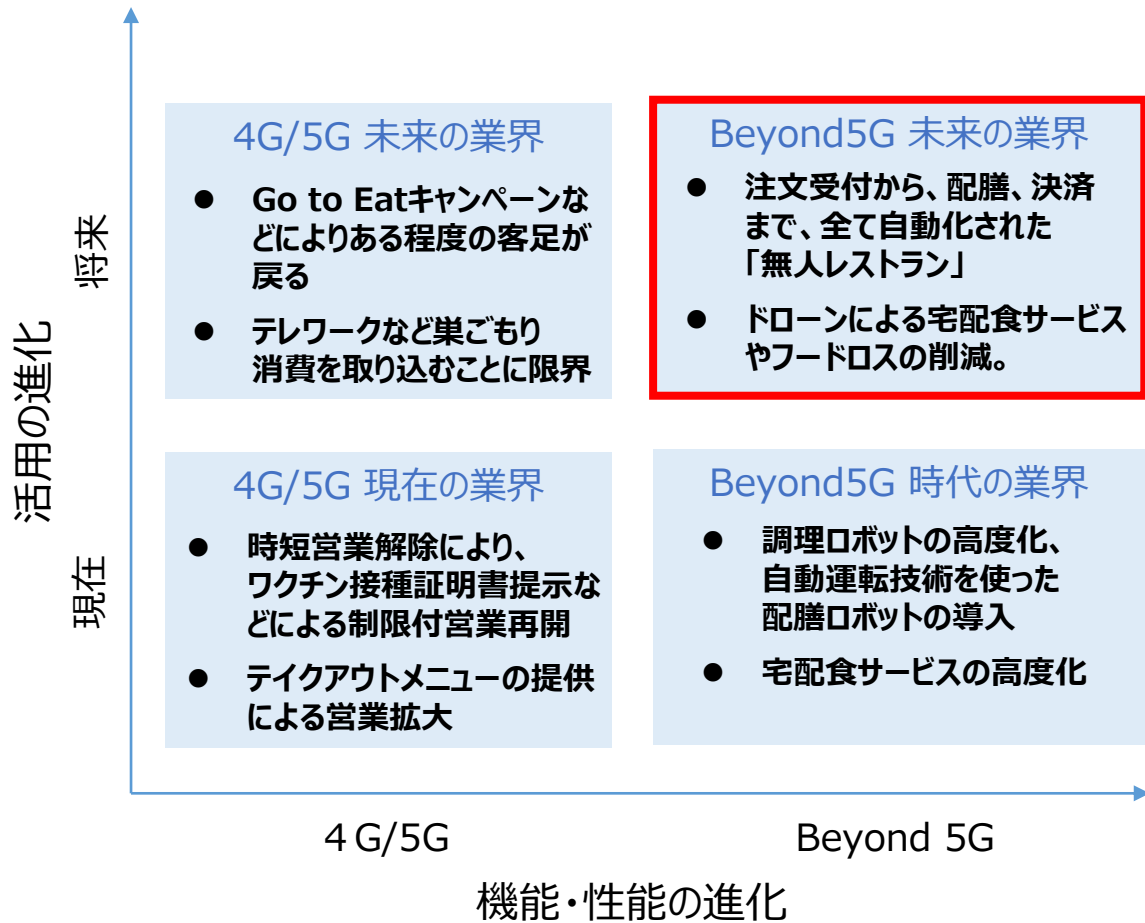 4G/5G 未来の業界
● Go to Eatキャンペーンな
どによりある程度の客足が
戻る
● テレワークなど巣ごもり
消費を取り込むことに限界
Beyond5G 未来の業界
● 注文受付から、配膳、決済
まで、全て自動化された
「無人レストラン」
● ドローンによる宅配食サービス
やフードロスの削減。
4G/5G 現在の業界
● 時短営業解除により、
ワクチン接種証明書提示な
どによる制限付営業再開
● テイクアウトメニューの提供
による営業拡大
Beyond5G 時代の業界
● 調理ロボットの高度化、
自動運転技術を使った
配膳ロボットの導入
● 宅配食サービスの高度化
活用の進化
将来
現在
４G/5G
Beyond 5G
機能・性能の進化